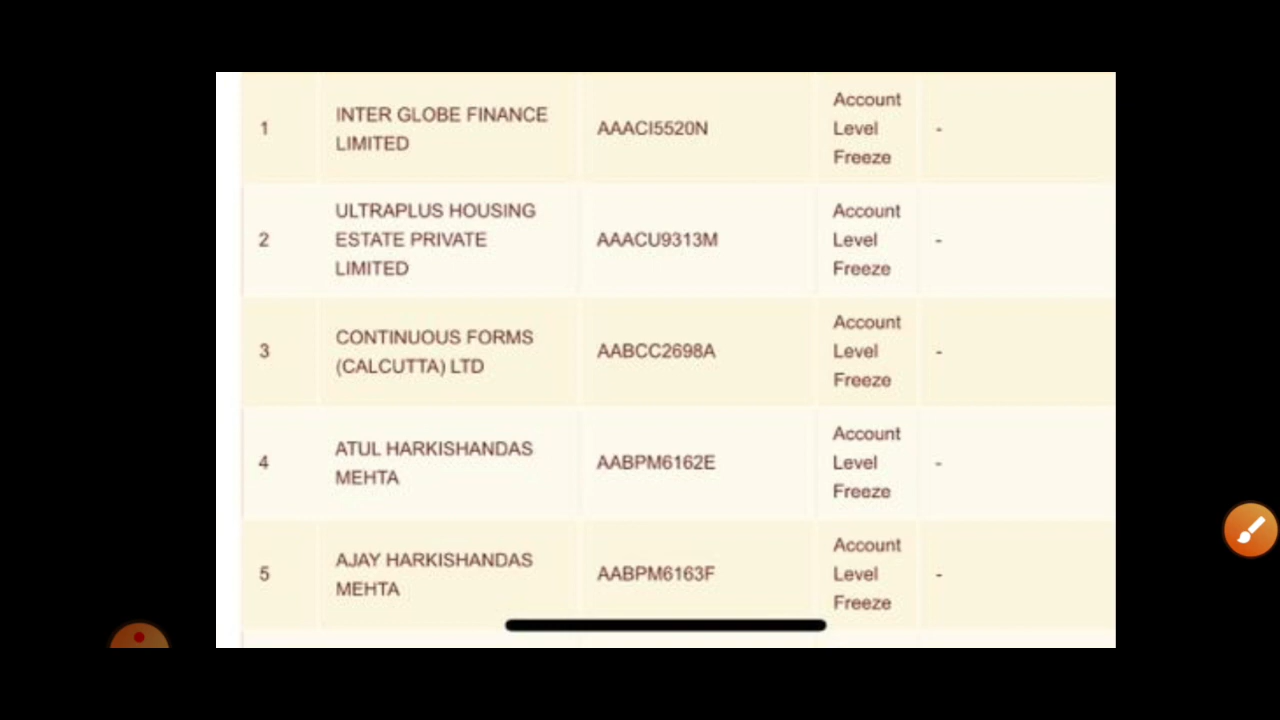 1
INTER GLOBE FINANCE
LIMITED
AAACI5520N
Account
Level
Freeze
-
2
ULTRAPLUS HOUSING
ESTATE PRIVATE
LIMITED
AAACU9313M
Account
Level
Freeze
-
3
CONTINUOUS FORMS
(CALCUTTA) LTD
AABCC2698A
Account
Level
Freeze
-
4
ATUL HARKISHANDAS
MEHTA
AABPM6162E
Account
Level
Freeze
-
5
AJAY HARKISHANDAS
MEHTA
AABPM6163F
Account
Level
Freeze
-